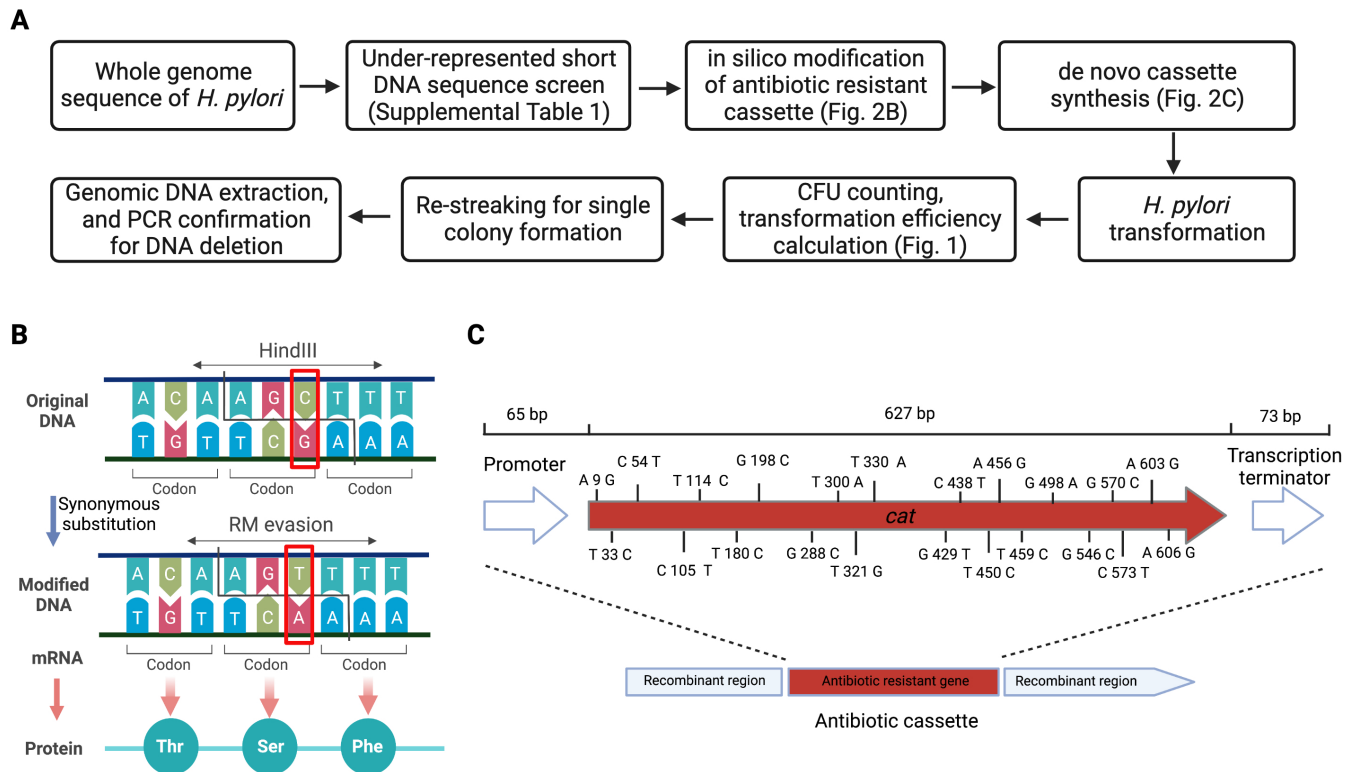 A
Whole genome
sequence of H. pylori
Under-represented short
DNA sequence screen
(Supplemental Table 1)
in silico modification
of antibiotic resistant
cassette (Fig. 2B)
de novo cassette
synthesis (Fig. 2C)
Genomic DNA extraction,
and PCR confirmation
for DNA deletion
Re-streaking for single
colony formation
CFU counting,
transformation efficiency
calculation (Fig. 1)
H. pylori
transformation
B
HindIII
Original
DNA
A C A A G C T T T
T G T T C G A A A
Codon Codon Codon
Synonymous
substitution
RM evasion
Modified
DNA
A C A A G T T T T
T G T T C A A A A
Codon Codon Codon
mRNA
Protein
Thr Ser Phe
C
65 bp 627 bp 73 bp
Promoter
Transcription
terminator
A 9 G C 54 T T 114 C G 198 C T 300 A T 330 A C 438 T A 456 G G 498 A G 570 C A 603 G
cat
T 33 C C 105 T T 180 C G 288 C T 321 G G 429 T T 450 C T 459 C G 546 C C 573 T A 606 G
Recombinant region Antibiotic resistant gene Recombinant region
Antibiotic cassette